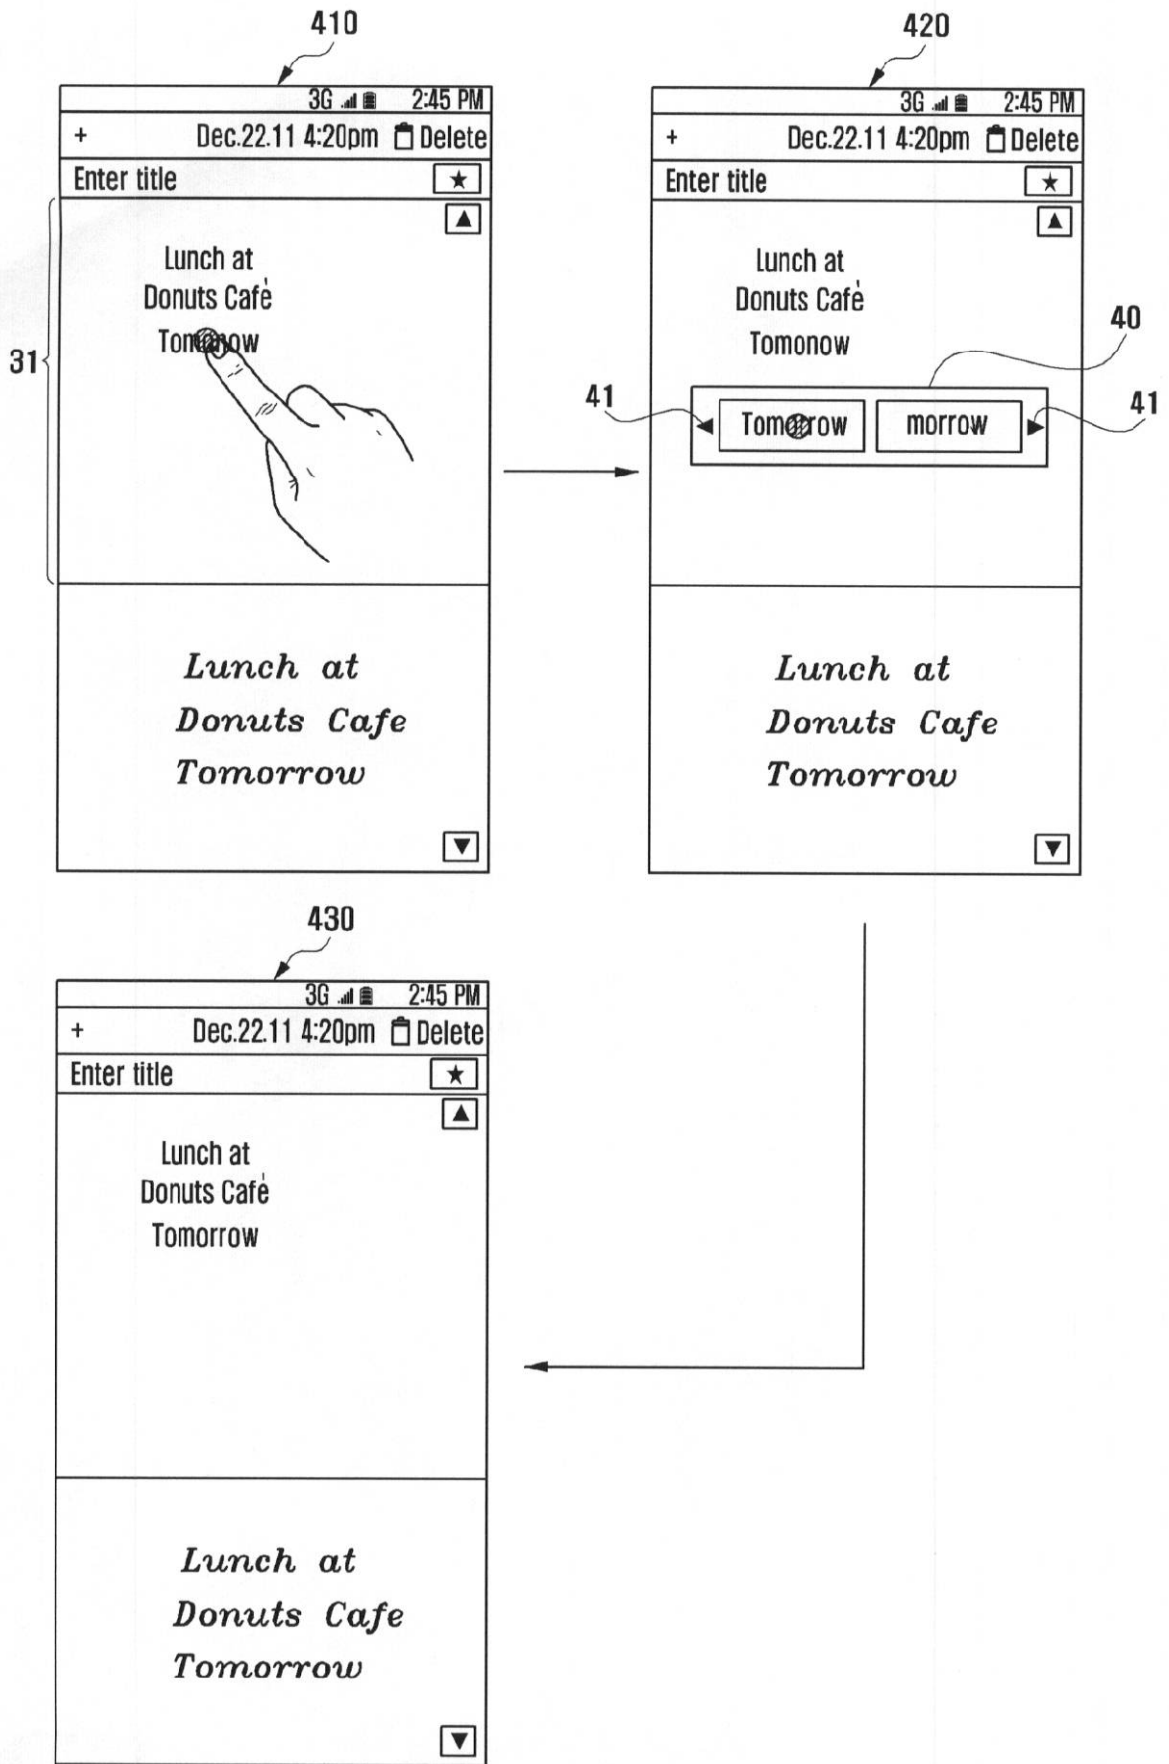 410
3G 2:45 PM
+ Dec.22.11 4:20pm Delete
Enter title ★
▲
Lunch at
Donuts Café
Tomonow
31
Lunch at
Donuts Cafe
Tomorrow
▼
420
3G 2:45 PM
+ Dec.22.11 4:20pm Delete
Enter title ★
▲
Lunch at
Donuts Café
Tomonow
40
41 ◀ Tomorrow morrow ▶ 41
Lunch at
Donuts Cafe
Tomorrow
▼
430
3G 2:45 PM
+ Dec.22.11 4:20pm Delete
Enter title ★
▲
Lunch at
Donuts Café
Tomorrow
Lunch at
Donuts Cafe
Tomorrow
▼